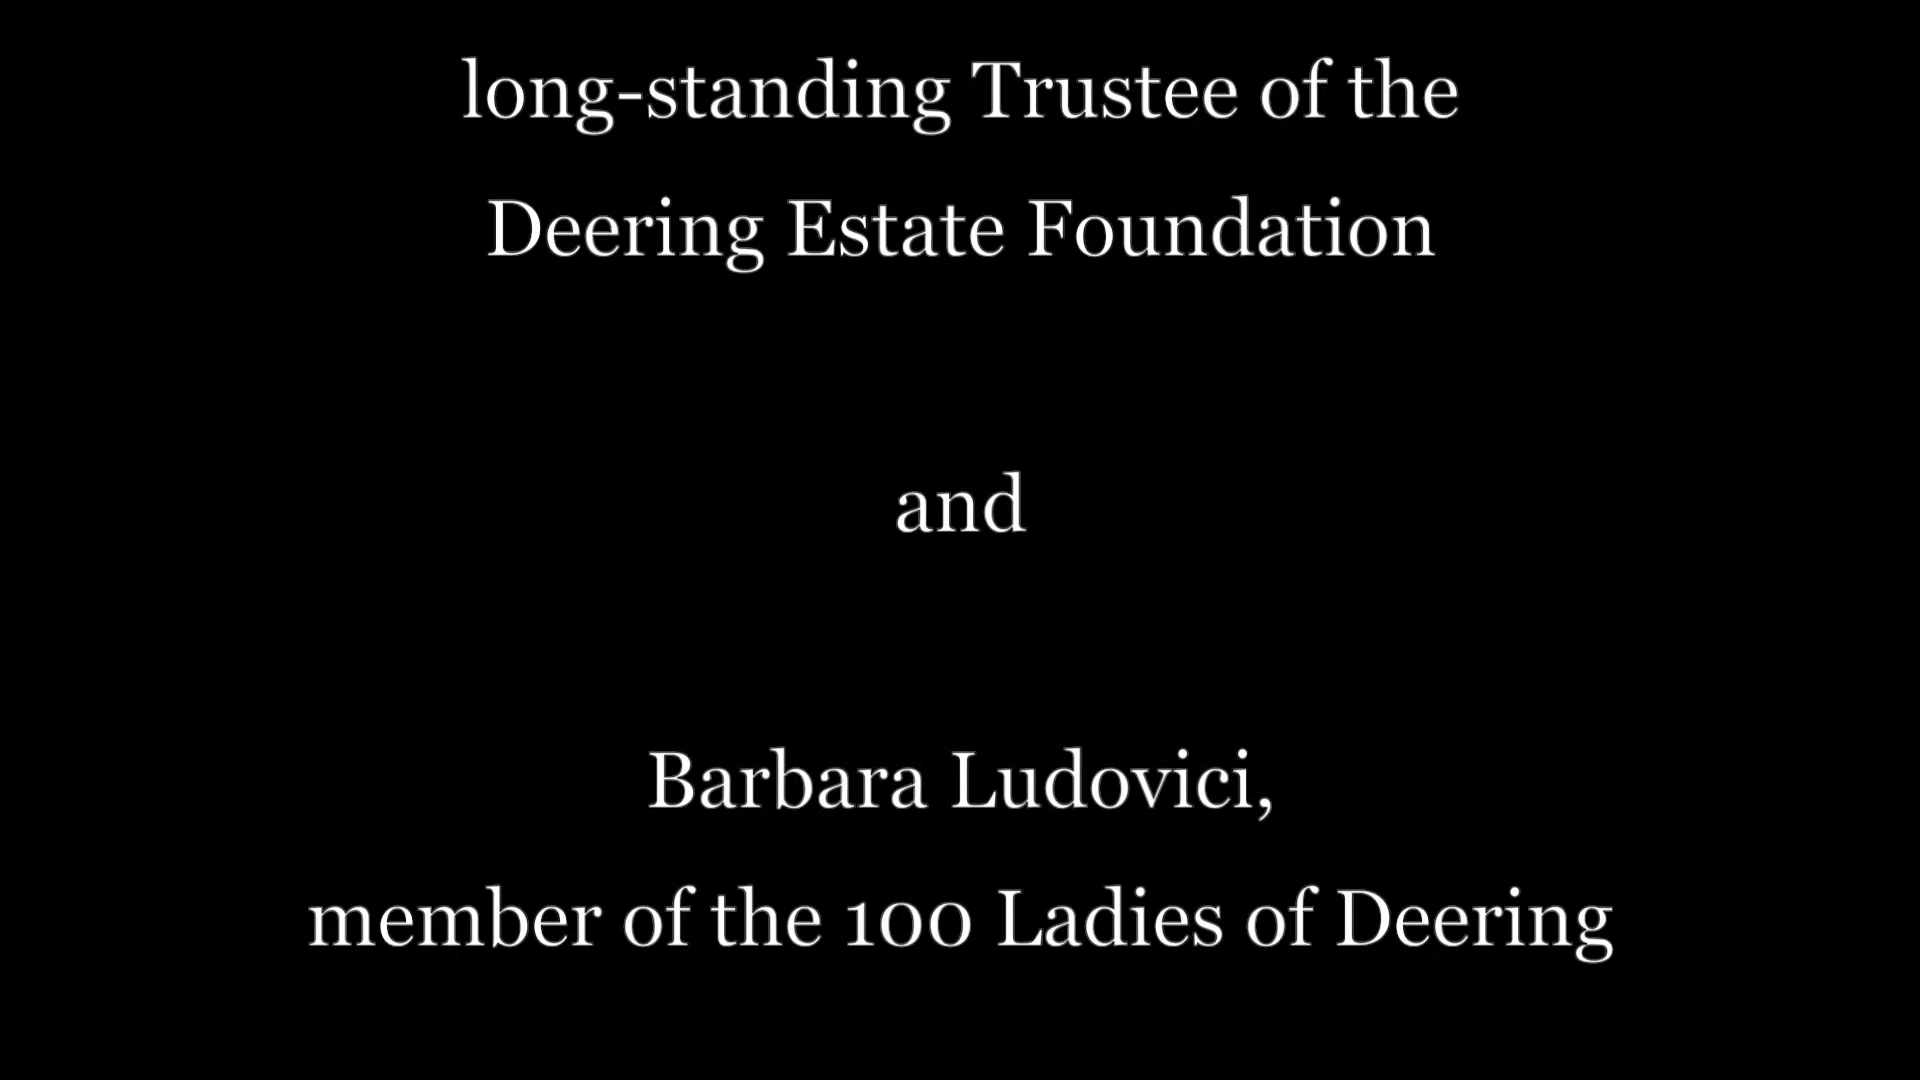 long-standing Trustee of the
Deering Estate Foundation
and
Barbara Ludovici,
member of the 100 Ladies of Deering